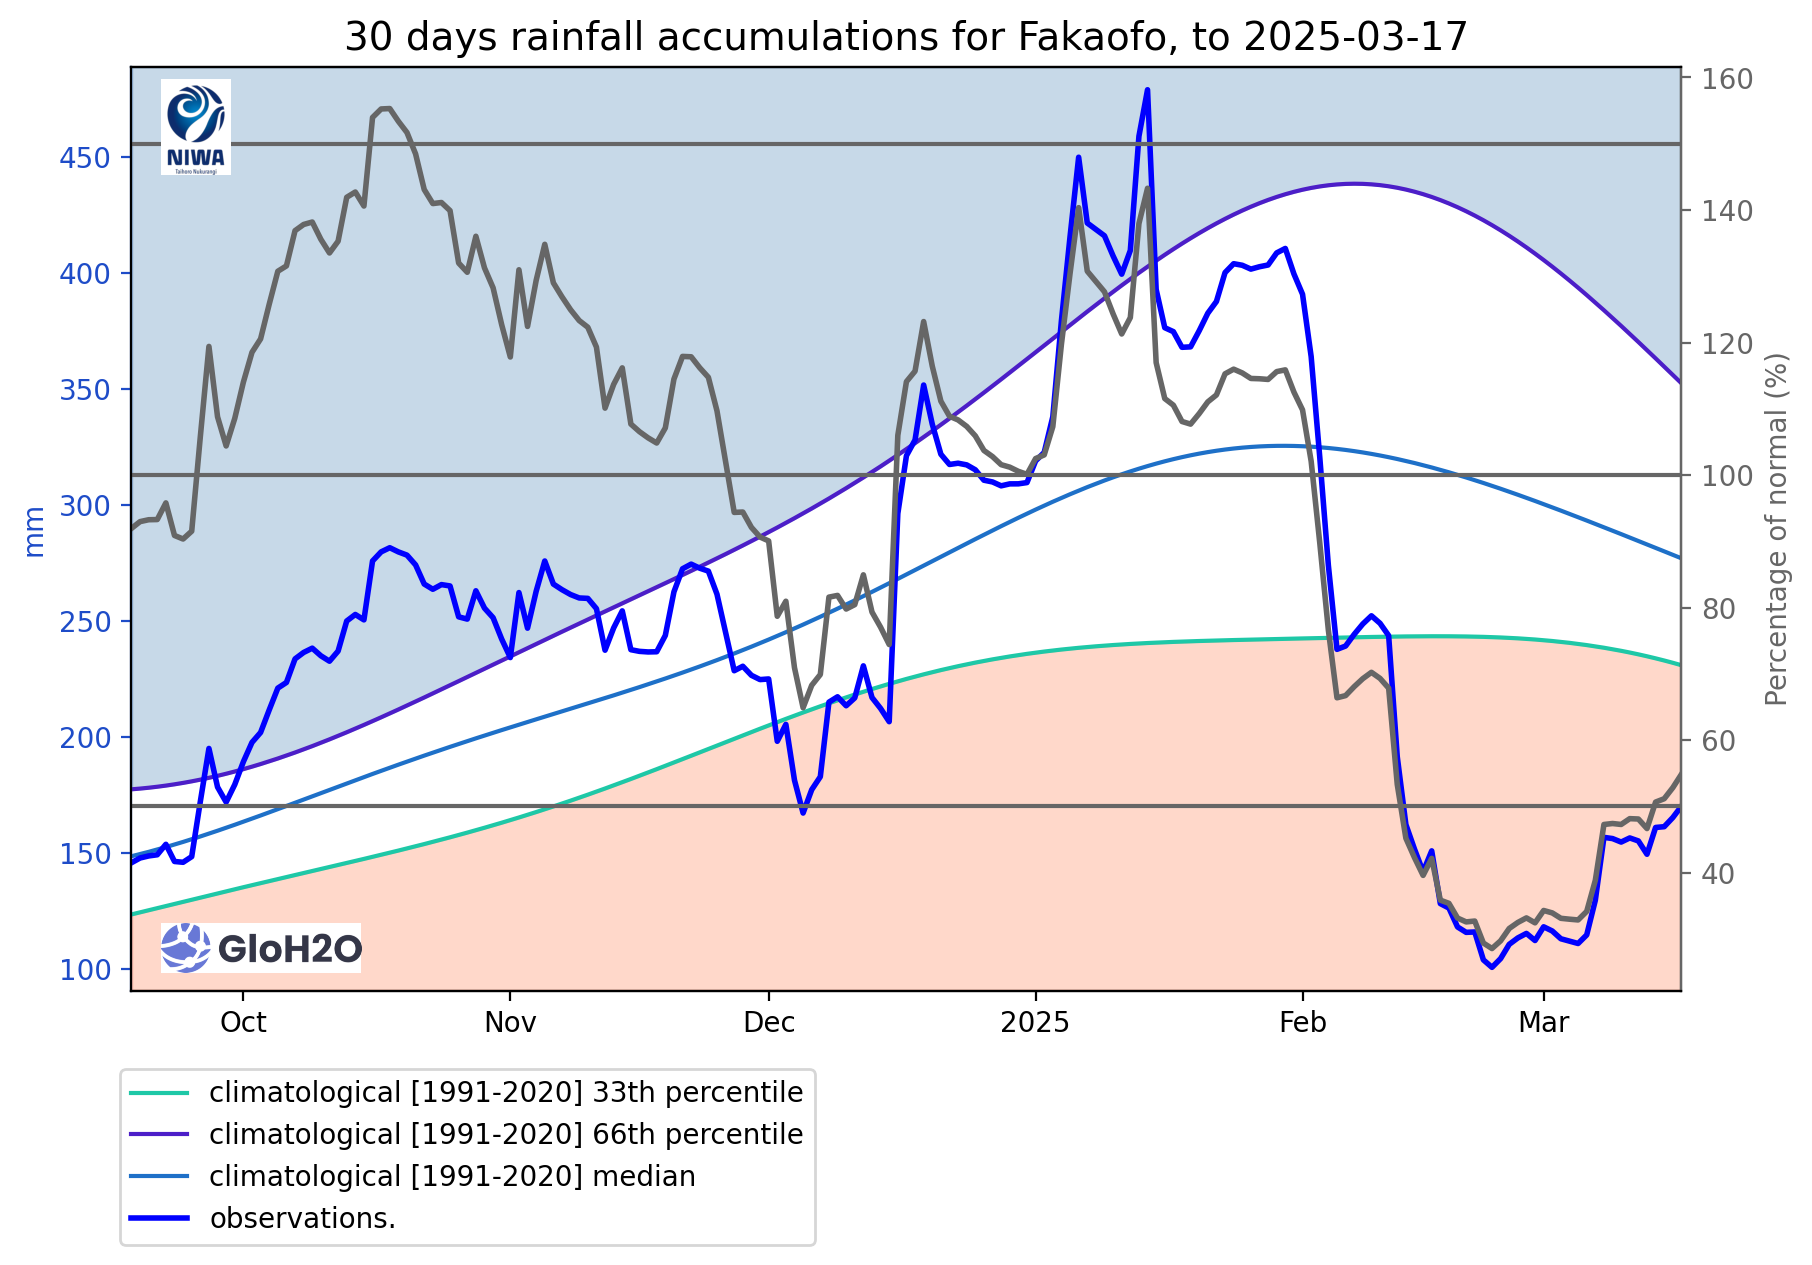 30 days rainfall accumulations for Fakaofo, to 2025-03-17
NIWA
Taihoro Nukurangi
GloH2O
mm
450
400
350
300
250
200
150
100
160
140
120
100
80
60
40
Percentage of normal (%)
Oct Nov Dec 2025 Feb Mar
climatological [1991-2020] 33th percentile
climatological [1991-2020] 66th percentile
climatological [1991-2020] median
observations.